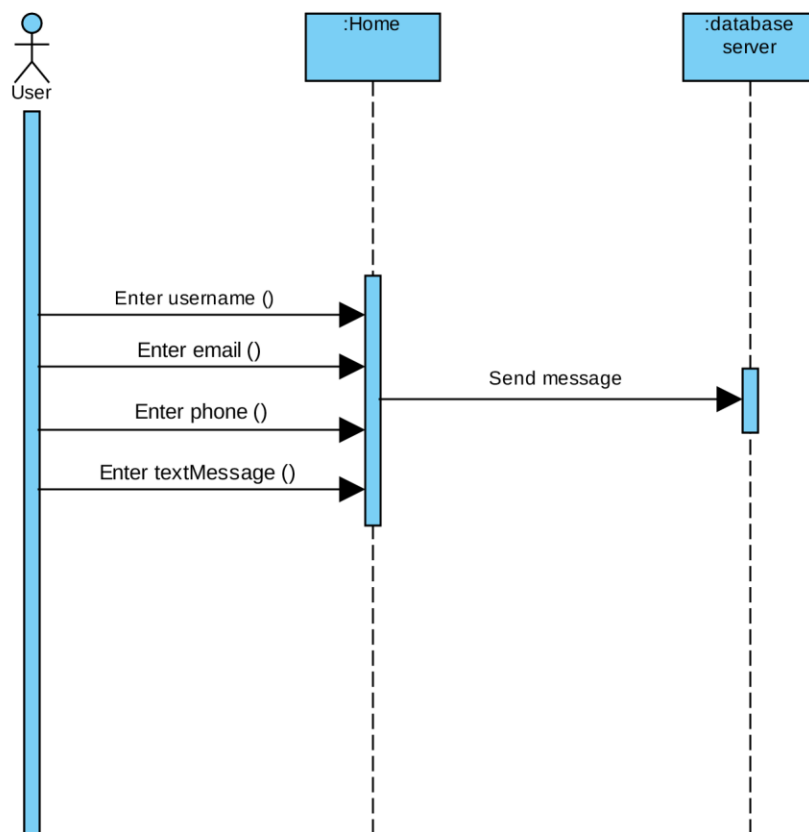 :Home
:database
server
User
Enter username ()
Enter email ()
Send message
Enter phone ()
Enter textMessage ()